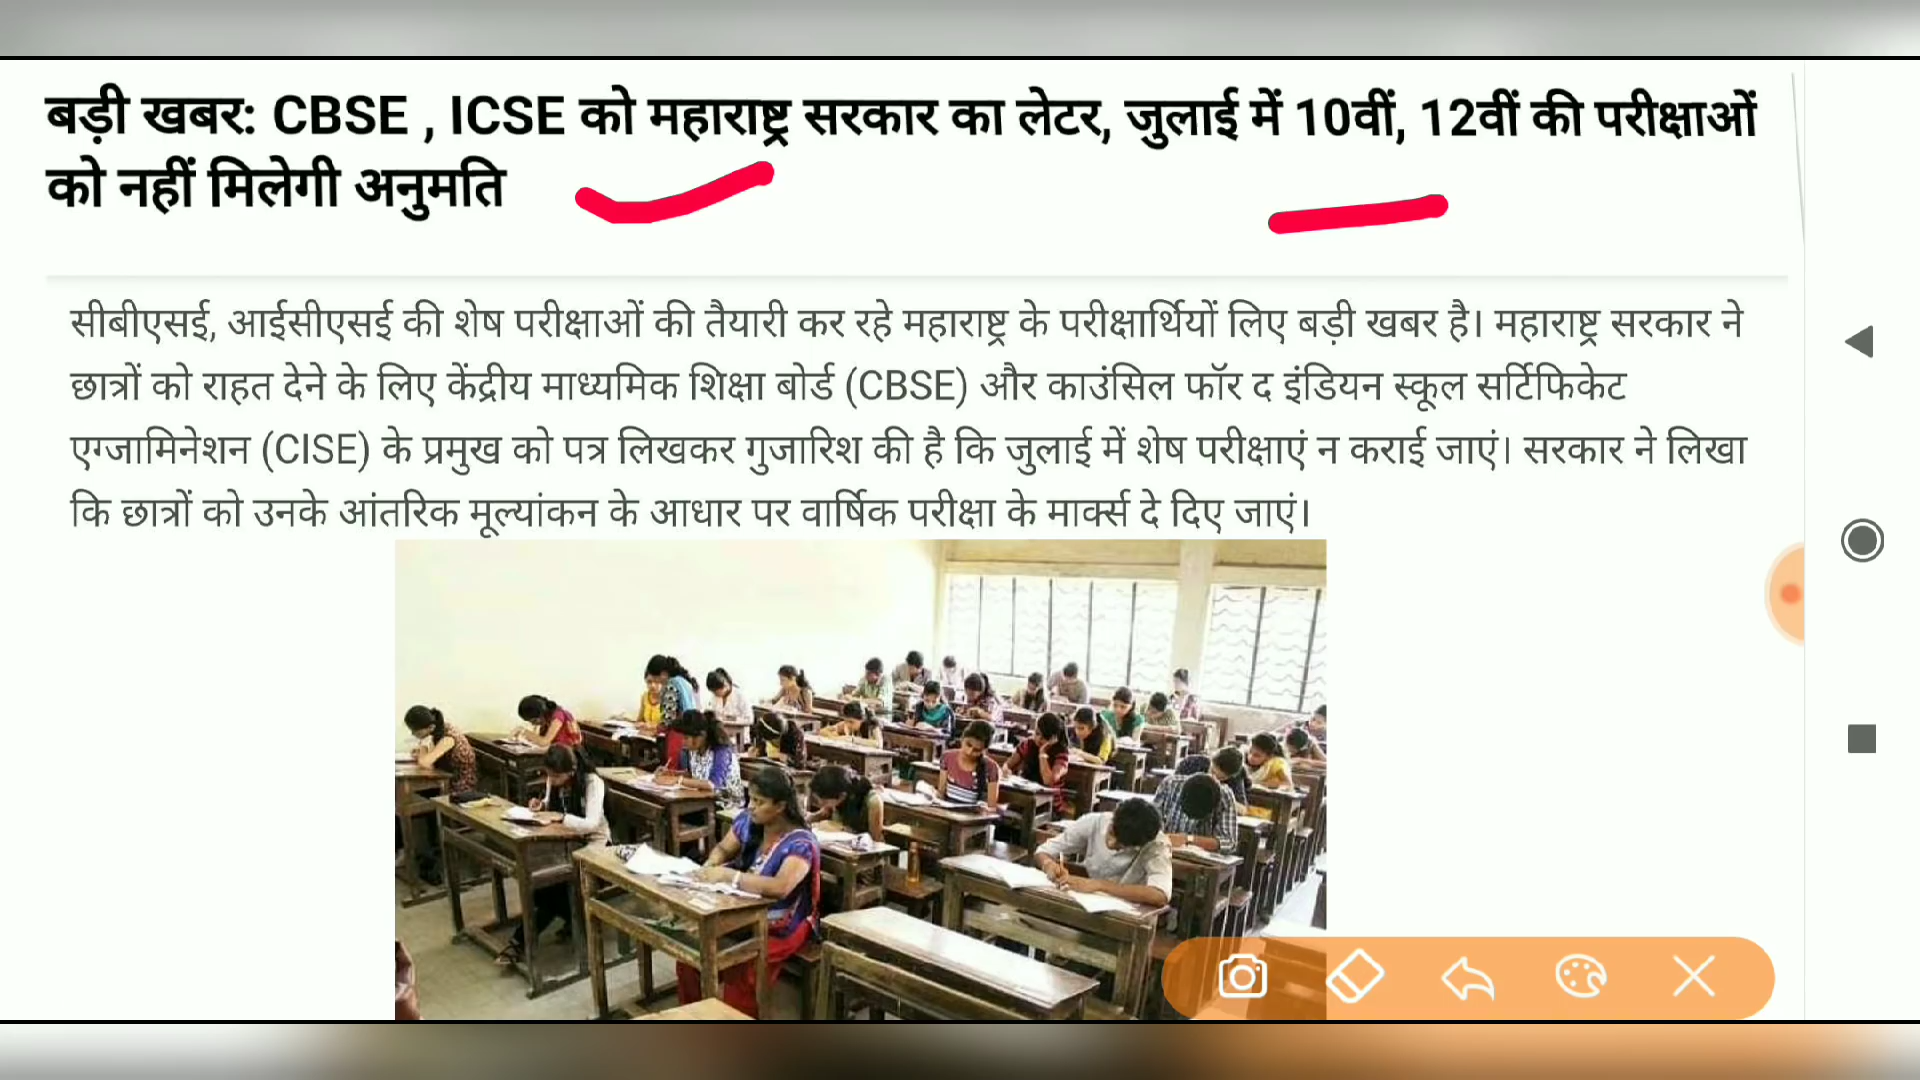 बड़ी खबर: CBSE , ICSE को महाराष्ट्र सरकार का लेटर, जुलाई में 10वीं, 12वीं की परीक्षाओं
को नहीं मिलेगी अनुमति
सीबीएसई, आईसीएसई की शेष परीक्षाओं की तैयारी कर रहे महाराष्ट्र के परीक्षार्थियों लिए बड़ी खबर है। महाराष्ट्र सरकार ने
छात्रों को राहत देने के लिए केंद्रीय माध्यमिक शिक्षा बोर्ड (CBSE) और काउंसिल फॉर द इंडियन स्कूल सर्टिफिकेट
एग्जामिनेशन (CISE) के प्रमुख को पत्र लिखकर गुजारिश की है कि जुलाई में शेष परीक्षाएं न कराई जाएं। सरकार ने लिखा
कि छात्रों को उनके आंतरिक मूल्यांकन के आधार पर वार्षिक परीक्षा के मार्क्स दे दिए जाएं।